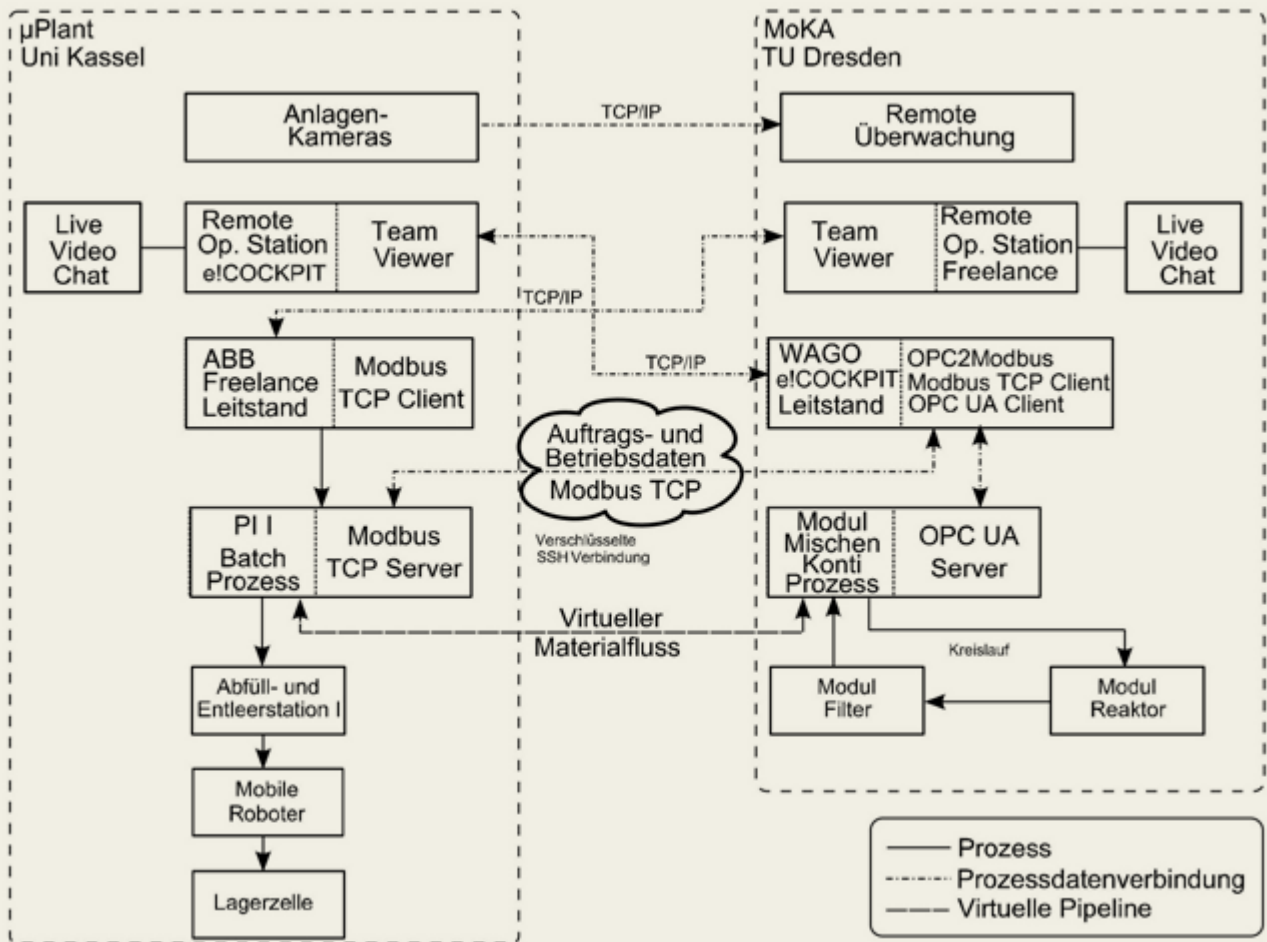 µPlant
Uni Kassel
MoKA
TU Dresden
Anlagen-
Kameras
TCP/IP
Remote
Überwachung
Live
Video
Chat
Remote
Op. Station
e!COCKPIT
Team
Viewer
Team
Viewer
Remote
Op. Station
Freelance
Live
Video
Chat
TCP/IP
ABB
Freelance
Leitstand
Modbus
TCP Client
TCP/IP
WAGO
e!COCKPIT
Leitstand
OPC2Modbus
Modbus TCP Client
OPC UA Client
Auftrags- und
Betriebsdaten
Modbus TCP
Verschlüsselte
SSH Verbindung
PI I
Batch
Prozess
Modbus
TCP Server
Modul
Mischen
Konti
Prozess
OPC UA
Server
Virtueller
Materialfluss
Kreislauf
Abfüll- und
Entleerstation I
Modul
Filter
Modul
Reaktor
Mobile
Roboter
Lagerzelle
Prozess
Prozessdatenverbindung
Virtuelle Pipeline